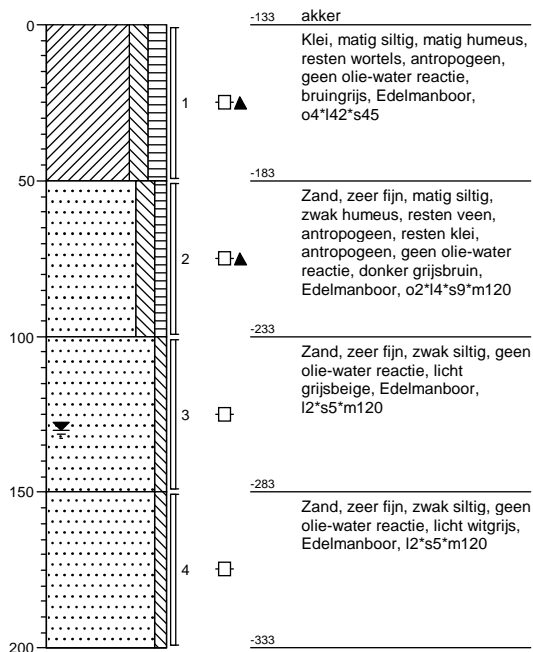 0
-133 akker
Klei, matig siltig, matig humeus,
resten wortels, antropogeen,
geen olie-water reactie,
bruingrijs, Edelmanboor,
o4*l42*s45
1
50
-183
Zand, zeer fijn, matig siltig,
zwak humeus, resten veen,
antropogeen, resten klei,
antropogeen, geen olie-water
reactie, donker grijsbruin,
Edelmanboor, o2*l4*s9*m120
2
100
-233
Zand, zeer fijn, zwak siltig, geen
olie-water reactie, licht
grijsbeige, Edelmanboor,
l2*s5*m120
3
150
-283
Zand, zeer fijn, zwak siltig, geen
olie-water reactie, licht witgrijs,
Edelmanboor, l2*s5*m120
4
200
-333